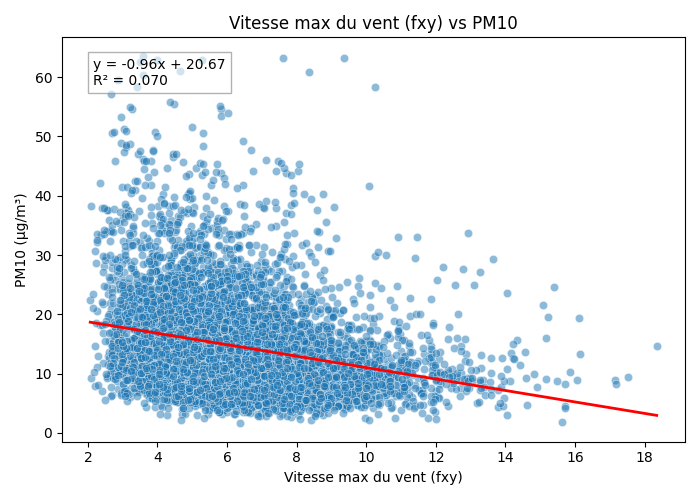 Vitesse max du vent (fxy) vs PM10
y = -0.96x + 20.67
R² = 0.070
PM10 (µg/m³)
60
50
40
30
20
10
0
2 4 6 8 10 12 14 16 18
Vitesse max du vent (fxy)